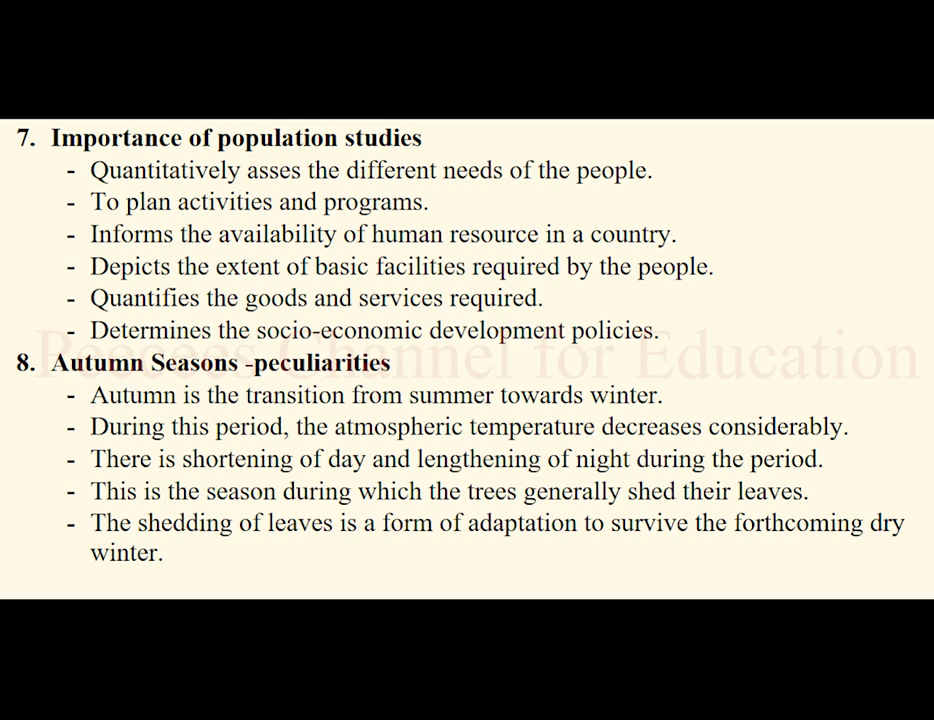 7. Importance of population studies
- Quantitatively asses the different needs of the people.
- To plan activities and programs.
- Informs the availability of human resource in a country.
- Depicts the extent of basic facilities required by the people.
- Quantifies the goods and services required.
- Determines the socio-economic development policies.
Peecees Channel for Education
8. Autumn Seasons -peculiarities
- Autumn is the transition from summer towards winter.
- During this period, the atmospheric temperature decreases considerably.
- There is shortening of day and lengthening of night during the period.
- This is the season during which the trees generally shed their leaves.
- The shedding of leaves is a form of adaptation to survive the forthcoming dry
winter.